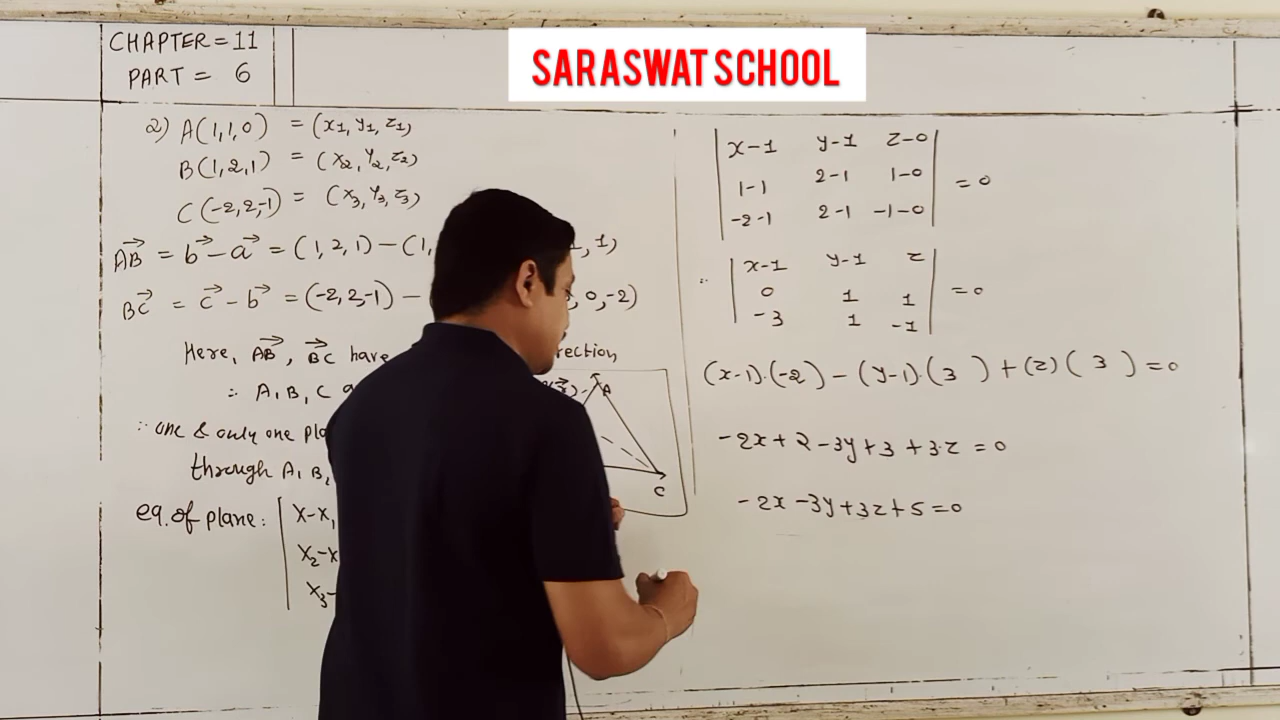 SARASWAT SCHOOL
CHAPTER = 11
PART = 6
2) A(1,1,0) = (x1, y1, z1)
B(1,2,1) = (x2, y2, z2)
C(-2,2,-1) = (x3, y3, z3)
AB→ = b→ - a→ = (1,2,1) - (1, , 1)
BC→ = c→ - b→ = (-2,2,-1) - 0,-2)
Here, AB→, BC→ have
∴ A, B, C
∴ one & only one
through A, B,
A
C
eq. of plane: | x-x1
x2-x
x3-
| x-1 y-1 z-0 |
| 1-1 2-1 1-0 | = 0
| -2-1 2-1 -1-0 |
∴ | x-1 y-1 z |
| 0 1 1 | = 0
| -3 1 -1 |
(x-1).(-2) - (y-1).(3 ) + (z)( 3 ) = 0
-2x + 2 - 3y + 3 + 3.z = 0
-2x - 3y + 3z + 5 = 0